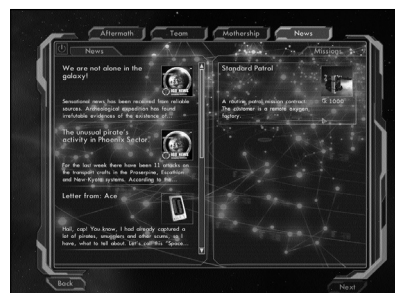 Aftermath
Team
Mothership
News
News
Missions
We are not alone in the
galaxy!
Sensational news has been received from reliable
sources. Archeological expedition has found
irrefutable evidences of the existence of...
The unusual pirate's
activity in Phoenix Sector
For the last week there have been 11 attacks on
the transport crafts in the Proserpine, Escathion
and New-Kyoto systems. According to the...
Letter from: Ace
Hail, cap! You know, I had already captured a
lot of pirates, smugglers and other scums, so I
have, what to tell about. Let's call this "Space...
Standard Patrol
A routine patrol mission contract.
The customer is a remote oxygen
factory.
1000
Back
Next